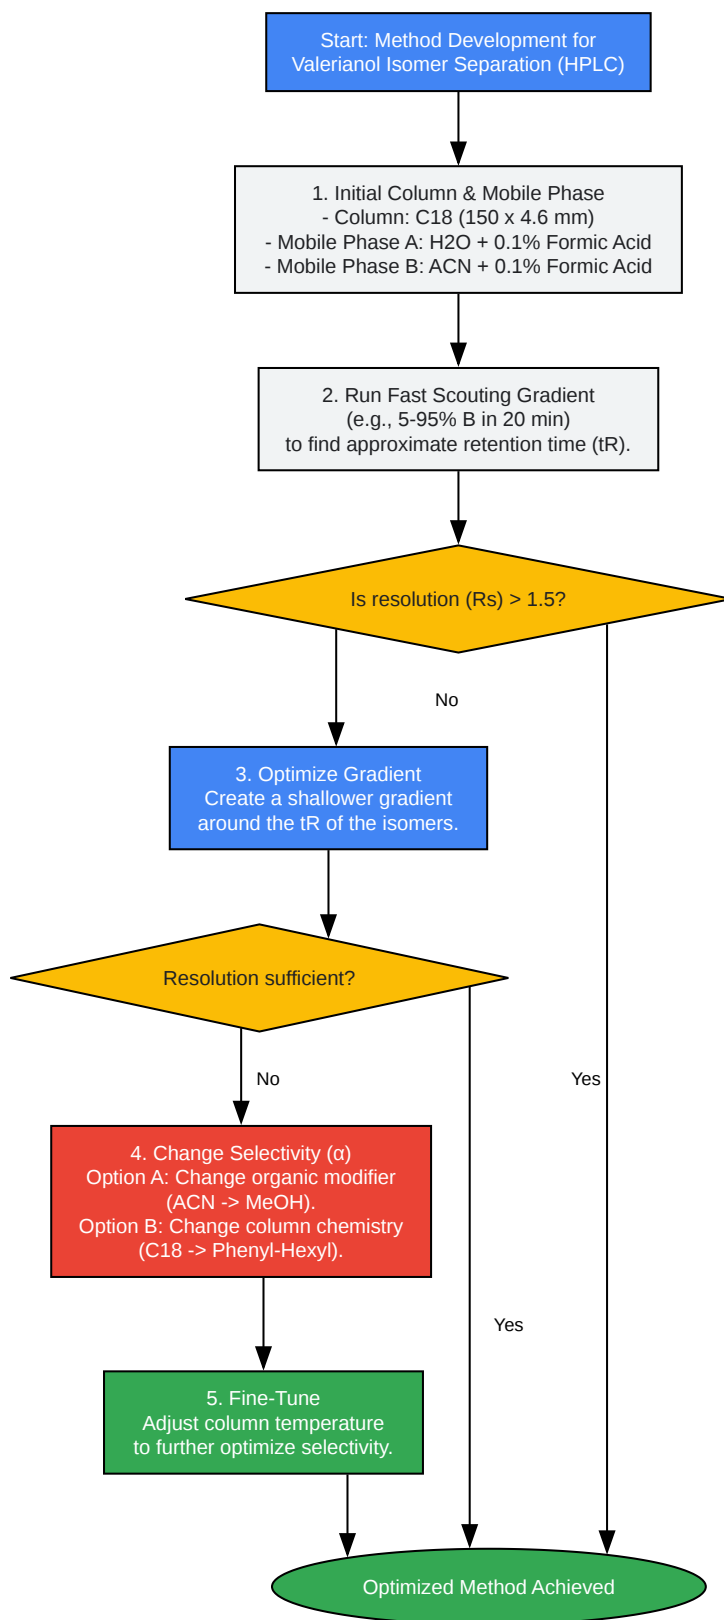 Start: Method Development for
Valerianol Isomer Separation (HPLC)
1. Initial Column & Mobile Phase
- Column: C18 (150 x 4.6 mm)
- Mobile Phase A: H2O + 0.1% Formic Acid
- Mobile Phase B: ACN + 0.1% Formic Acid
2. Run Fast Scouting Gradient
(e.g., 5-95% B in 20 min)
to find approximate retention time (tR).
Is resolution (Rs) > 1.5?
No
3. Optimize Gradient
Create a shallower gradient
around the tR of the isomers.
Resolution sufficient?
No
Yes
4. Change Selectivity (α)
Option A: Change organic modifier
(ACN -> MeOH).
Option B: Change column chemistry
(C18 -> Phenyl-Hexyl).
Yes
5. Fine-Tune
Adjust column temperature
to further optimize selectivity.
Optimized Method Achieved